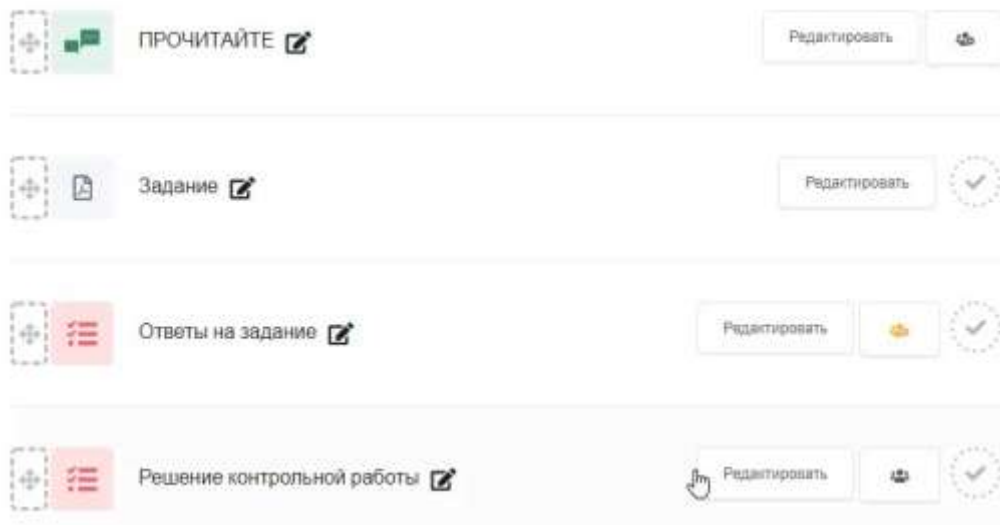 ПРОЧИТАЙТЕ Редактировать
Задание Редактировать
Ответы на задание Редактировать
Решение контрольной работы Редактировать